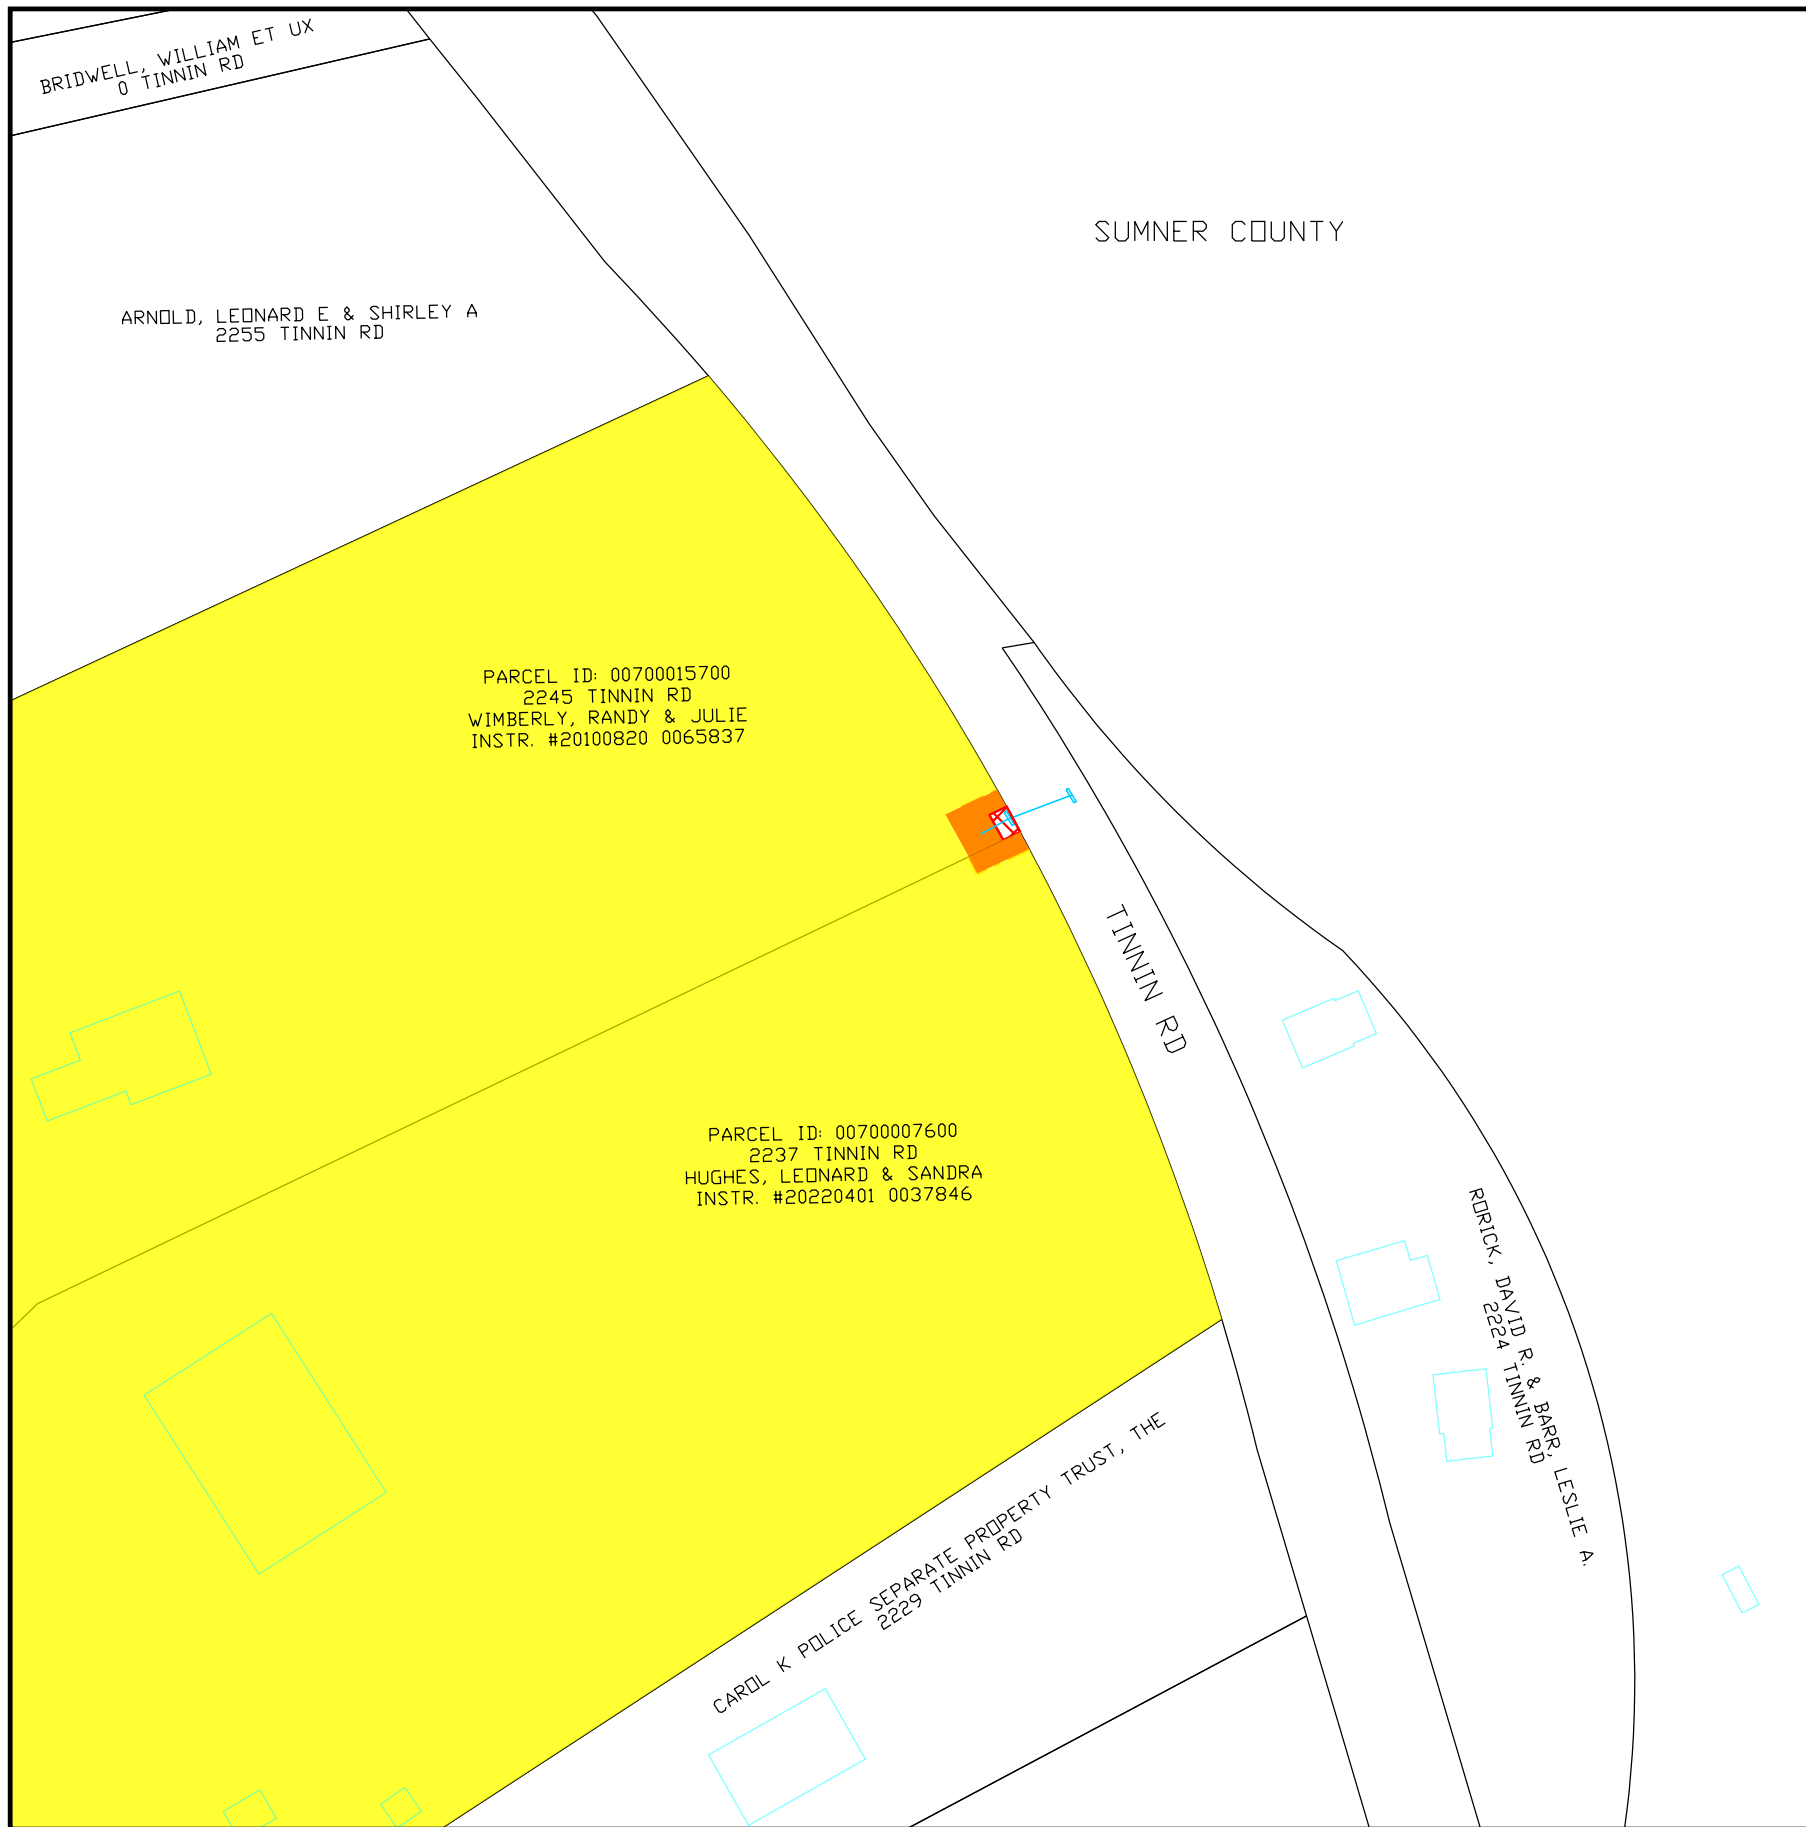 BRIDWELL, WILLIAM ET UX
0 TINNIN RD
SUMNER COUNTY
ARNOLD, LEONARD E & SHIRLEY A
2255 TINNIN RD
PARCEL ID: 00700015700
2245 TINNIN RD
WIMBERLY, RANDY & JULIE
INSTR. #20100820 0065837
TINNIN RD
PARCEL ID: 00700007600
2237 TINNIN RD
HUGHES, LEONARD & SANDRA
INSTR. #20220401 0037846
RORICK, DAVID R. & BARR, LESLIE A.
2224 TINNIN RD
CAROL K POLICE SEPARATE PROPERTY TRUST, THE
2229 TINNIN RD